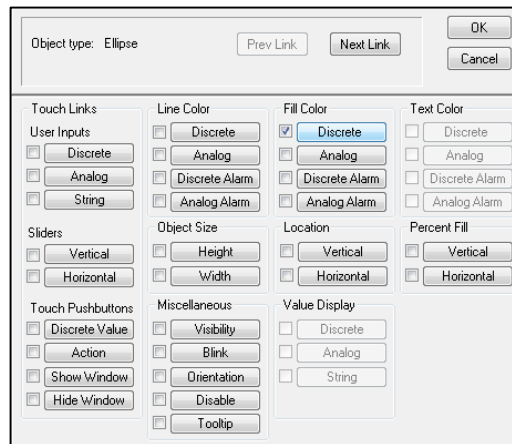 Object type: Ellipse
Prev Link
Next Link
OK
Cancel
Touch Links
User Inputs
Discrete
Analog
String
Sliders
Vertical
Horizontal
Touch Pushbuttons
Discrete Value
Action
Show Window
Hide Window
Line Color
Discrete
Analog
Discrete Alarm
Analog Alarm
Object Size
Height
Width
Miscellaneous
Visibility
Blink
Orientation
Disable
Tooltip
Fill Color
Discrete
Analog
Discrete Alarm
Analog Alarm
Location
Vertical
Horizontal
Value Display
Discrete
Analog
String
Text Color
Discrete
Analog
Discrete Alarm
Analog Alarm
Percent Fill
Vertical
Horizontal